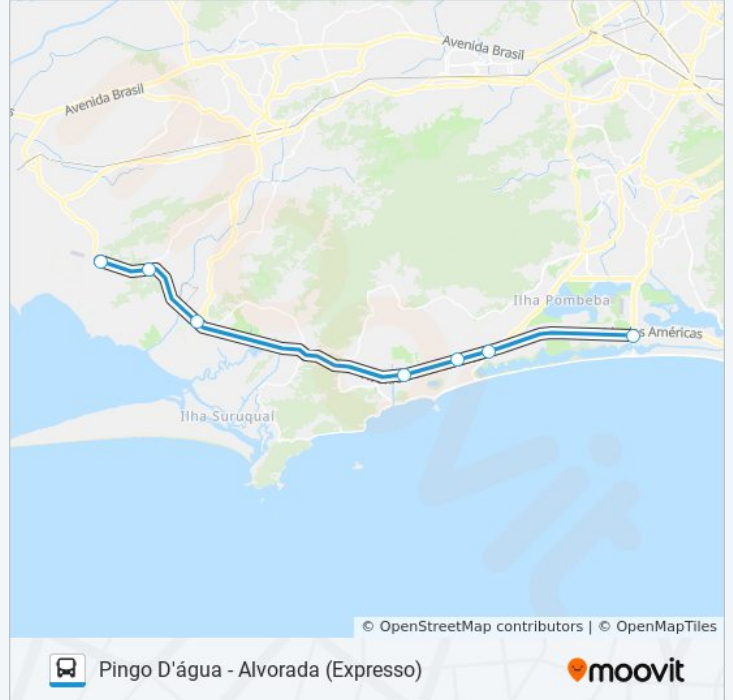 Avenida Brasil
Avenida Brasil
Ilha Pombeba
s Américas
Ilha Suruqual
© OpenStreetMap contributors | © OpenMapTiles
Pingo D'água - Alvorada (Expresso)
moovit